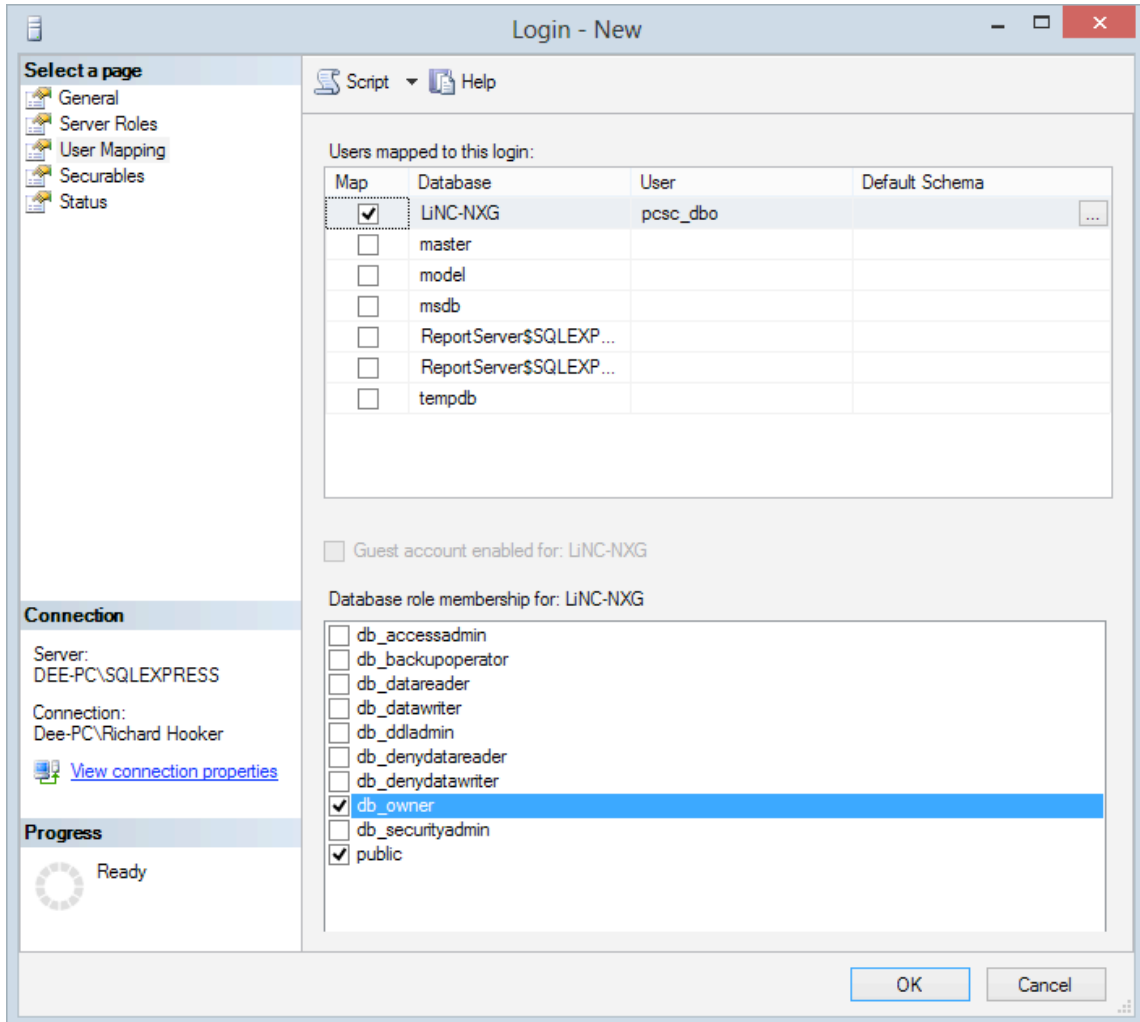 Login - New
Select a page
General
Server Roles
User Mapping
Securables
Status
Script Help
Users mapped to this login:
Map Database User Default Schema
LiNC-NXG pcsc_dbo ...
master
model
msdb
ReportServer$SQLEXP...
ReportServer$SQLEXP...
tempdb
Guest account enabled for: LiNC-NXG
Database role membership for: LiNC-NXG
db_accessadmin
db_backupoperator
db_datareader
db_datawriter
db_ddladmin
db_denydatareader
db_denydatawriter
db_owner
db_securityadmin
public
Connection
Server:
DEE-PC\SQLEXPRESS
Connection:
Dee-PC\Richard Hooker
View connection properties
Progress
Ready
OK Cancel